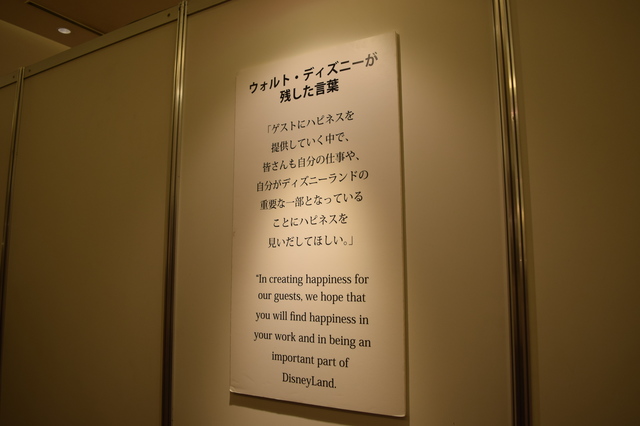 ウォルト・ディズニーが
残した言葉
「ゲストにハピネスを
提供していく中で、
皆さんも自分の仕事や、
自分がディズニーランドの
重要な一部となっている
ことにハピネスを
見いだしてほしい。」
“In creating happiness for
our guests, we hope that
you will find happiness in
your work and in being an
important part of
DisneyLand.